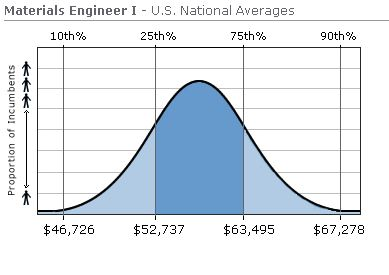 Materials Engineer I - U.S. National Averages
10th% 25th% 75th% 90th%
Proportion of Incumbents
$46,726 $52,737 $63,495 $67,278